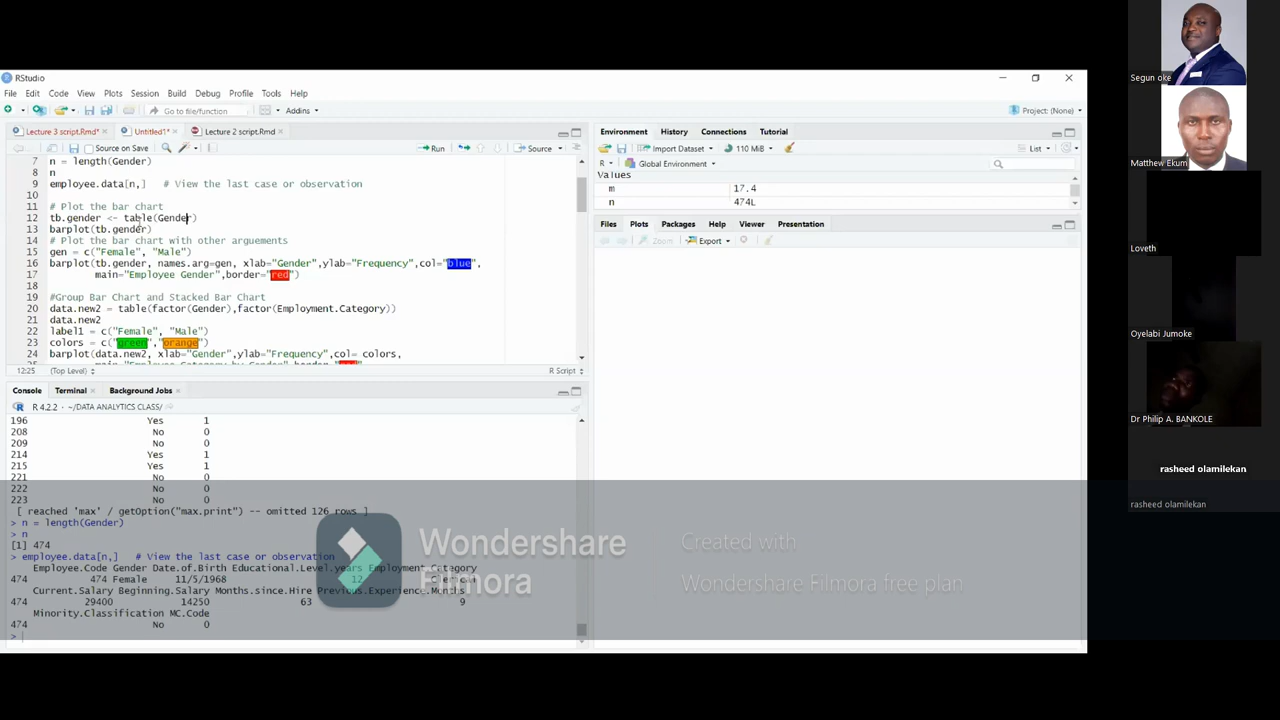 RStudio
File Edit Code View Plots Session Build Debug Profile Tools Help
Go to file/function Addins Project: (None)
Lecture 3 script.Rmd* Untitled1* Lecture 2 script.Rmd
Source on Save Run Source
7 n = length(Gender)
8 n
9 employee.data[n,] # View the last case or observation
10
11 # Plot the bar chart
12 tb.gender <- table(Gender)
13 barplot(tb.gender)
14 # Plot the bar chart with other arguements
15 gen = c("Female", "Male")
16 barplot(tb.gender, names.arg=gen, xlab="Gender",ylab="Frequency",col="blue",
17 main="Employee Gender",border="red")
18
19 #Group Bar Chart and Stacked Bar Chart
20 data.new2 = table(factor(Gender),factor(Employment.Category))
21 data.new2
22 label1 = c("Female", "Male")
23 colors = c("green","orange")
24 barplot(data.new2, xlab="Gender",ylab="Frequency",col= colors,
12:25 (Top Level) R Script
Console Terminal Background Jobs
R 4.2.2 · ~/DATA ANALYTICS CLASS/
196 Yes 1
208 No 0
209 No 0
214 Yes 1
215 Yes 1
221 No 0
222 No 0
223 No 0
[ reached 'max' / getOption("max.print") -- omitted 126 rows ]
> n = length(Gender)
> n
[1] 474
> employee.data[n,] # View the last case or observation
Employee.Code Gender Date.of.Birth Educational.Level.years Employment.Category
474 474 Female 11/5/1968 12
Current.Salary Beginning.Salary Months.since.Hire Previous.Experience.Months
474 29400 14250 63 9
Minority.Classification MC.Code
474 No 0
>
Environment History Connections Tutorial
Import Dataset 110 MiB List
R Global Environment
Values
m 17.4
n 474L
Files Plots Packages Help Viewer Presentation
Zoom Export
Segun oke
Matthew Ekum
Loveth
Oyelabi Jumoke
Dr Philip A. BANKOLE
rasheed olamilekan
rasheed olamilekan
Wondershare
Filmora
Created with
Wondershare Filmora free plan